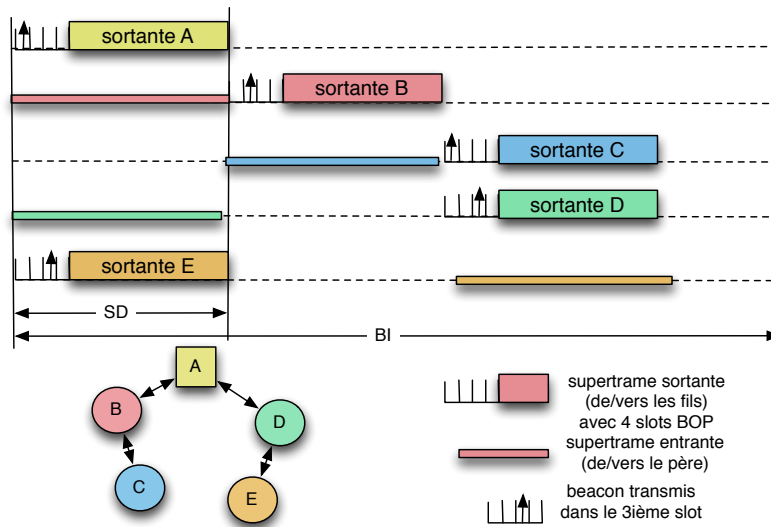 sortante A
sortante B
sortante C
sortante D
sortante E
SD
BI
A
B
D
C
E
supertrame sortante
(de/vers les fils)
avec 4 slots BOP
supertrame entrante
(de/vers le père)
beacon transmis
dans le 3ième slot